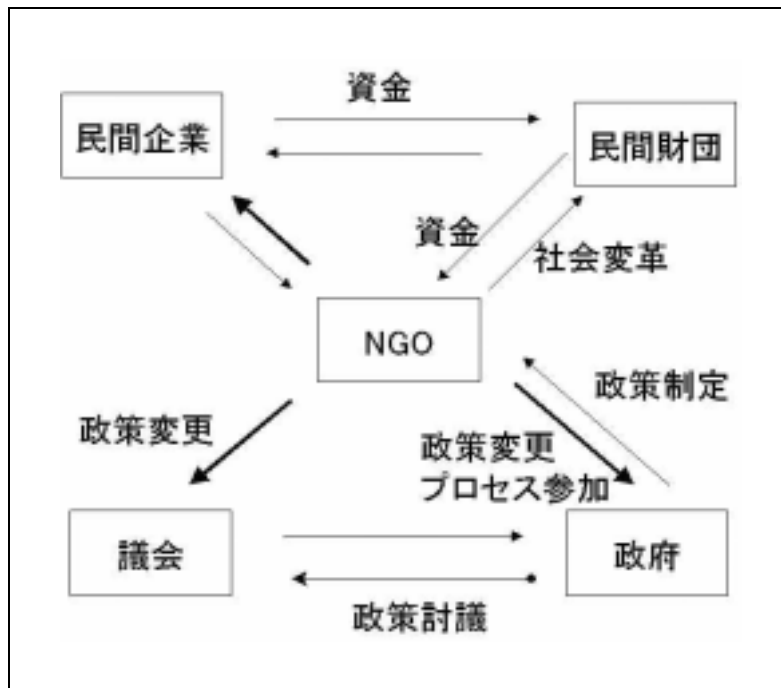 資金
民間企業
民間財団
資金
社会変革
NGO
政策制定
政策変更
政策変更
プロセス参加
議会
政府
政策討議